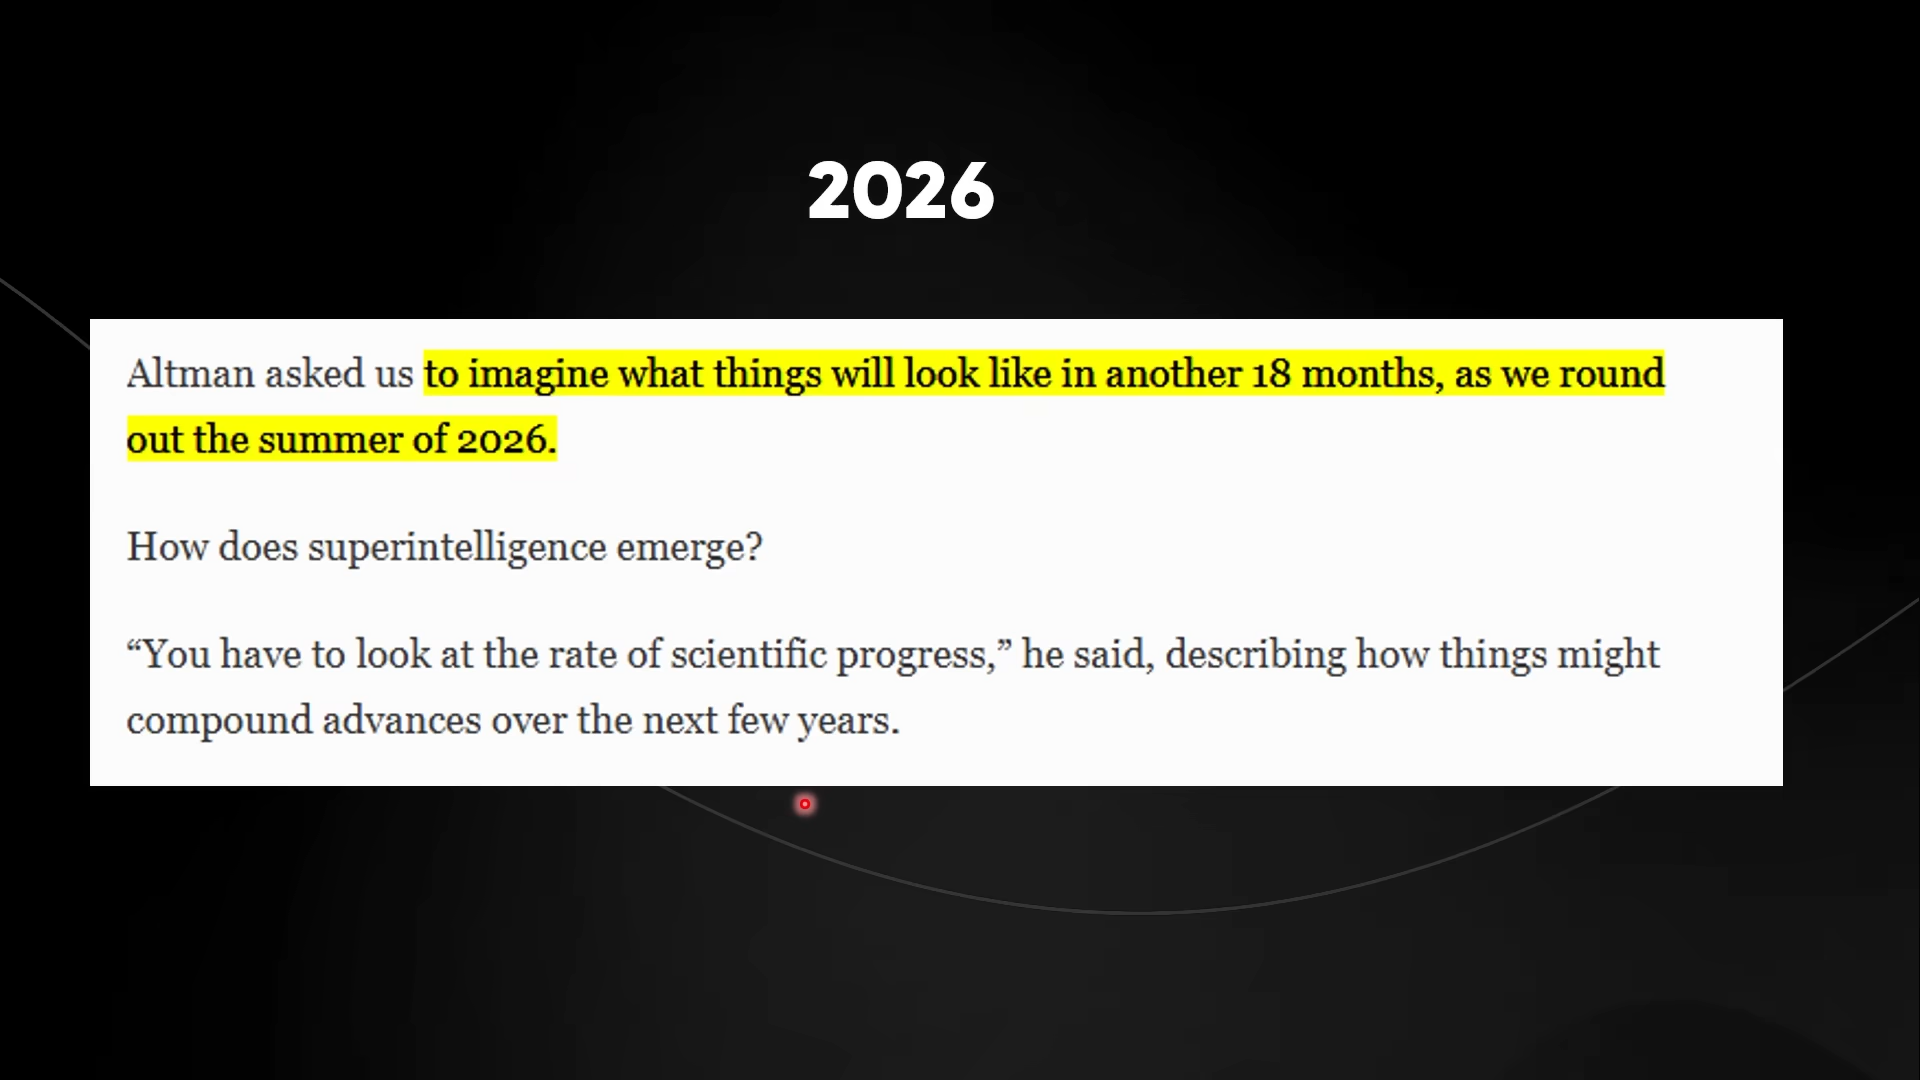 2026
Altman asked us to imagine what things will look like in another 18 months, as we round
out the summer of 2026.
How does superintelligence emerge?
“You have to look at the rate of scientific progress,” he said, describing how things might
compound advances over the next few years.